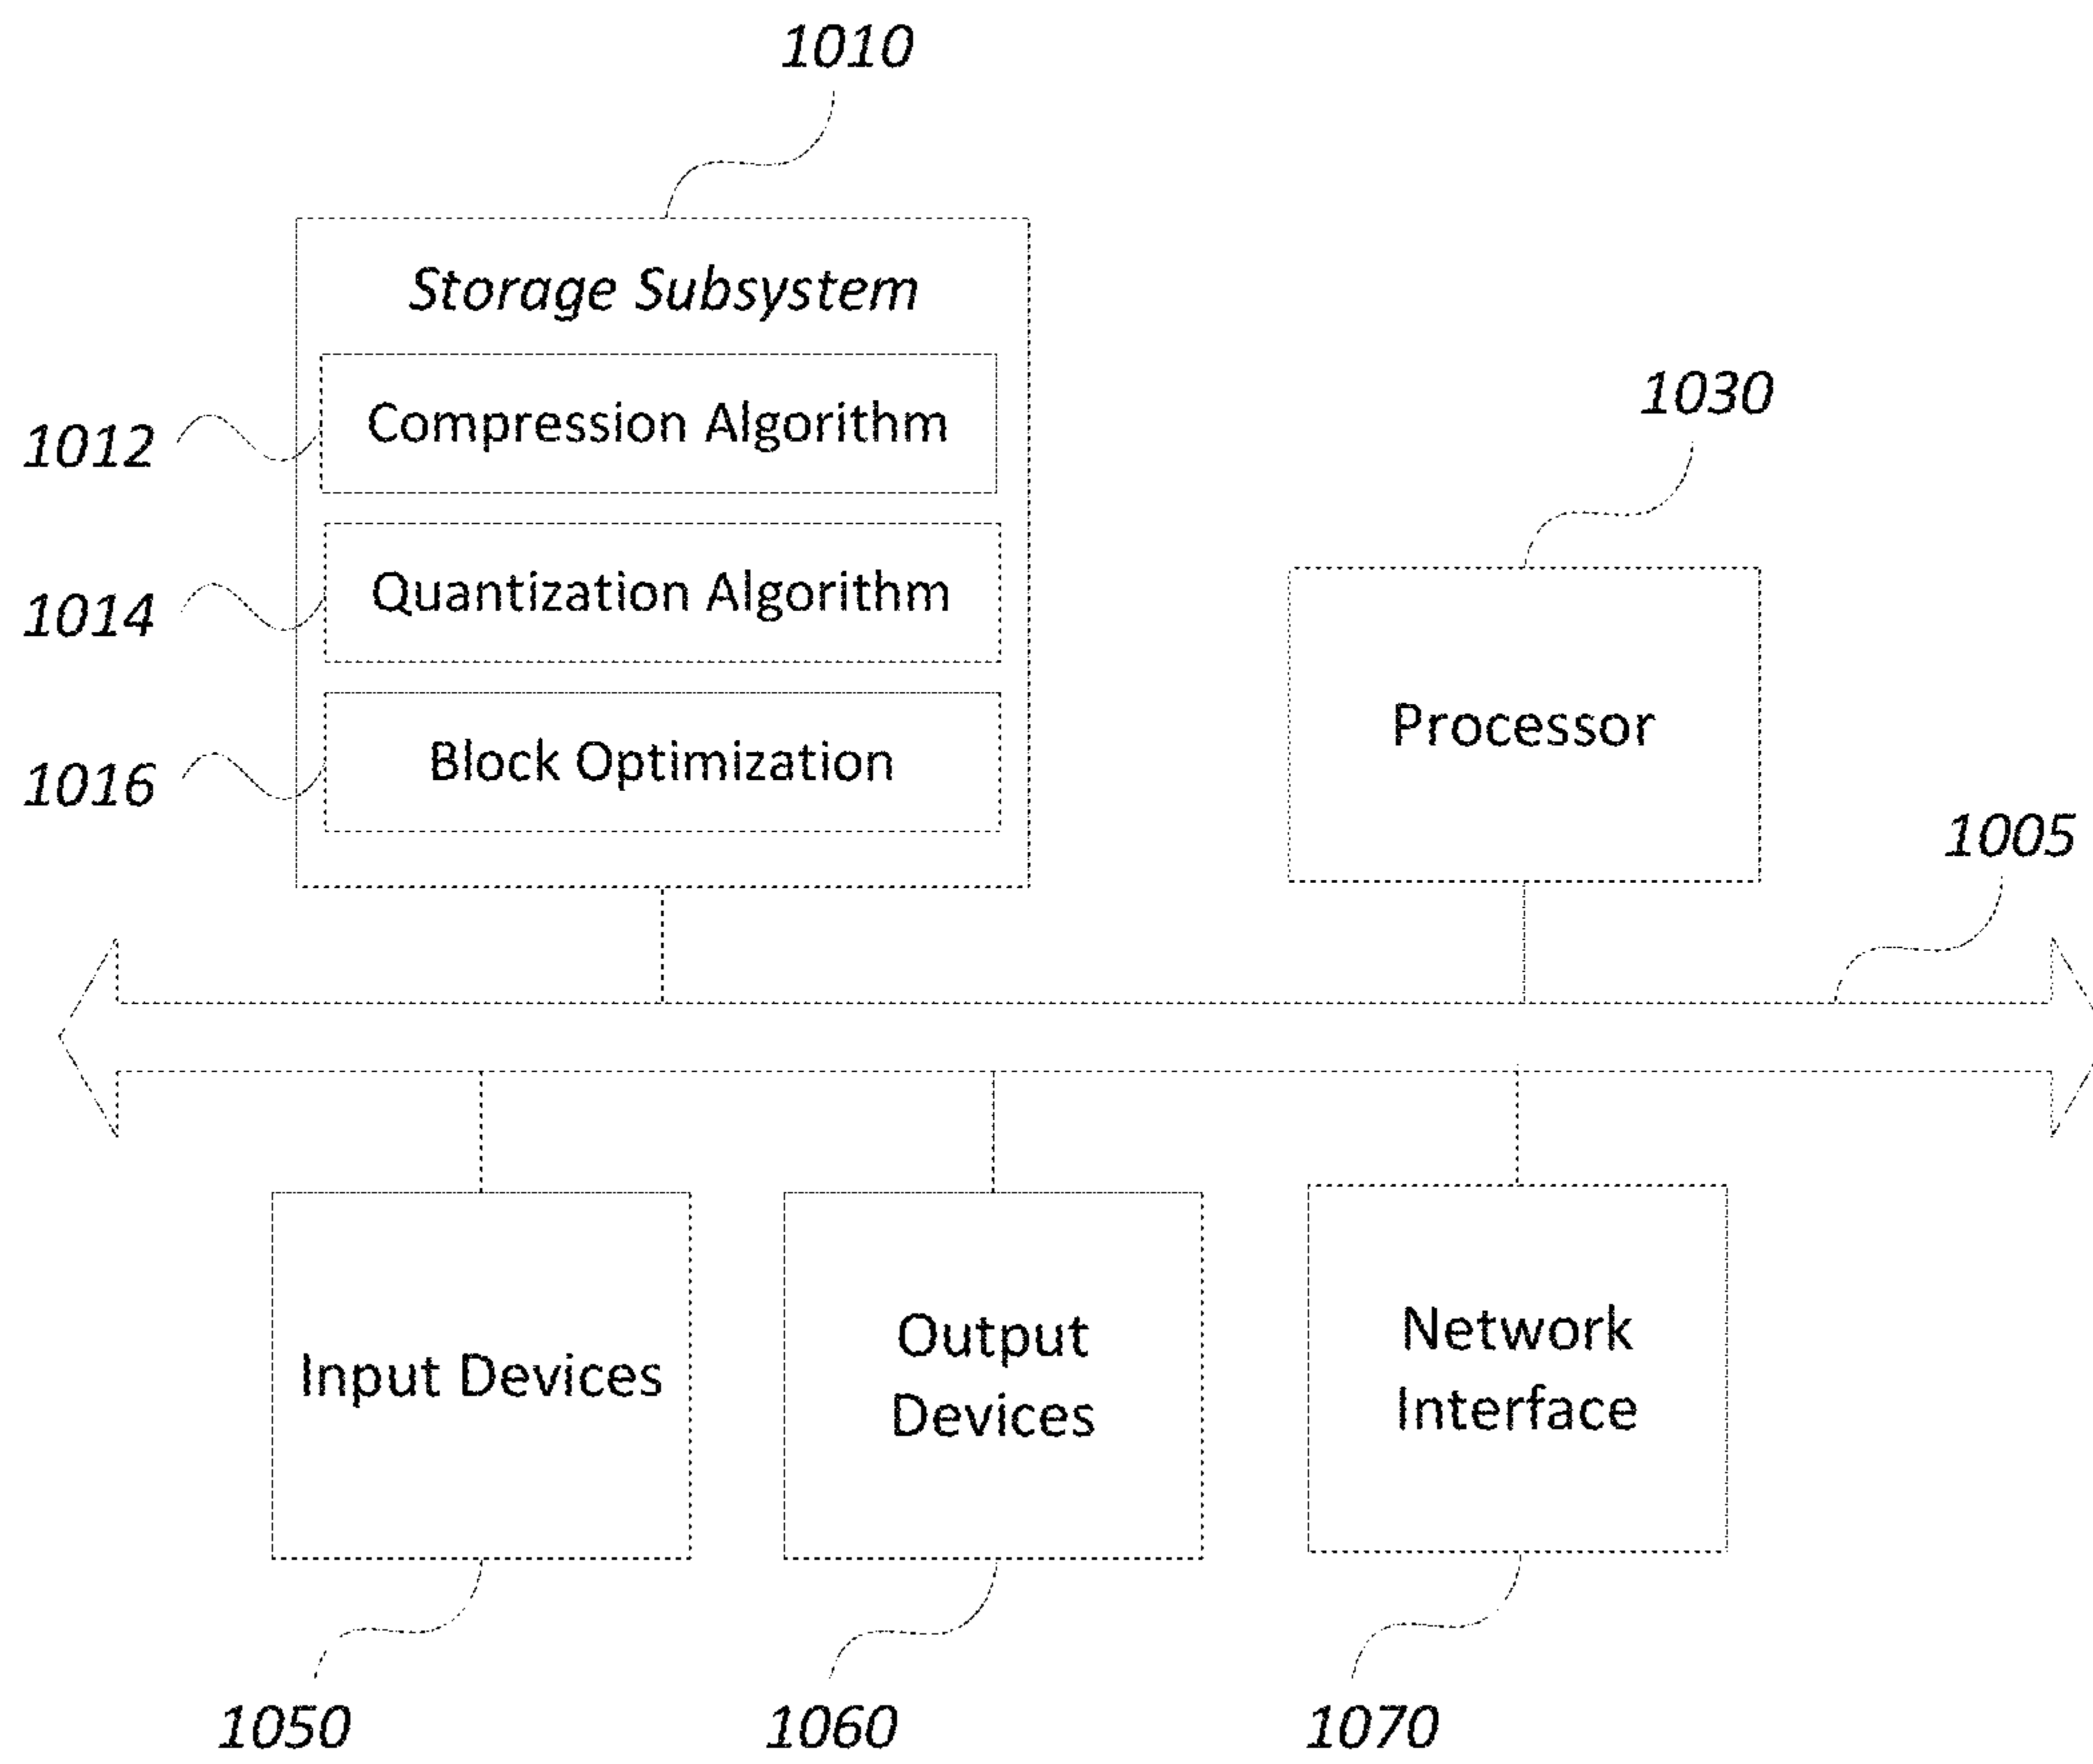 1010
Storage Subsystem
1012
Compression Algorithm
1030
1014
Quantization Algorithm
Processor
1016
Block Optimization
1005
Input Devices
Output
Devices
Network
Interface
1050
1060
1070